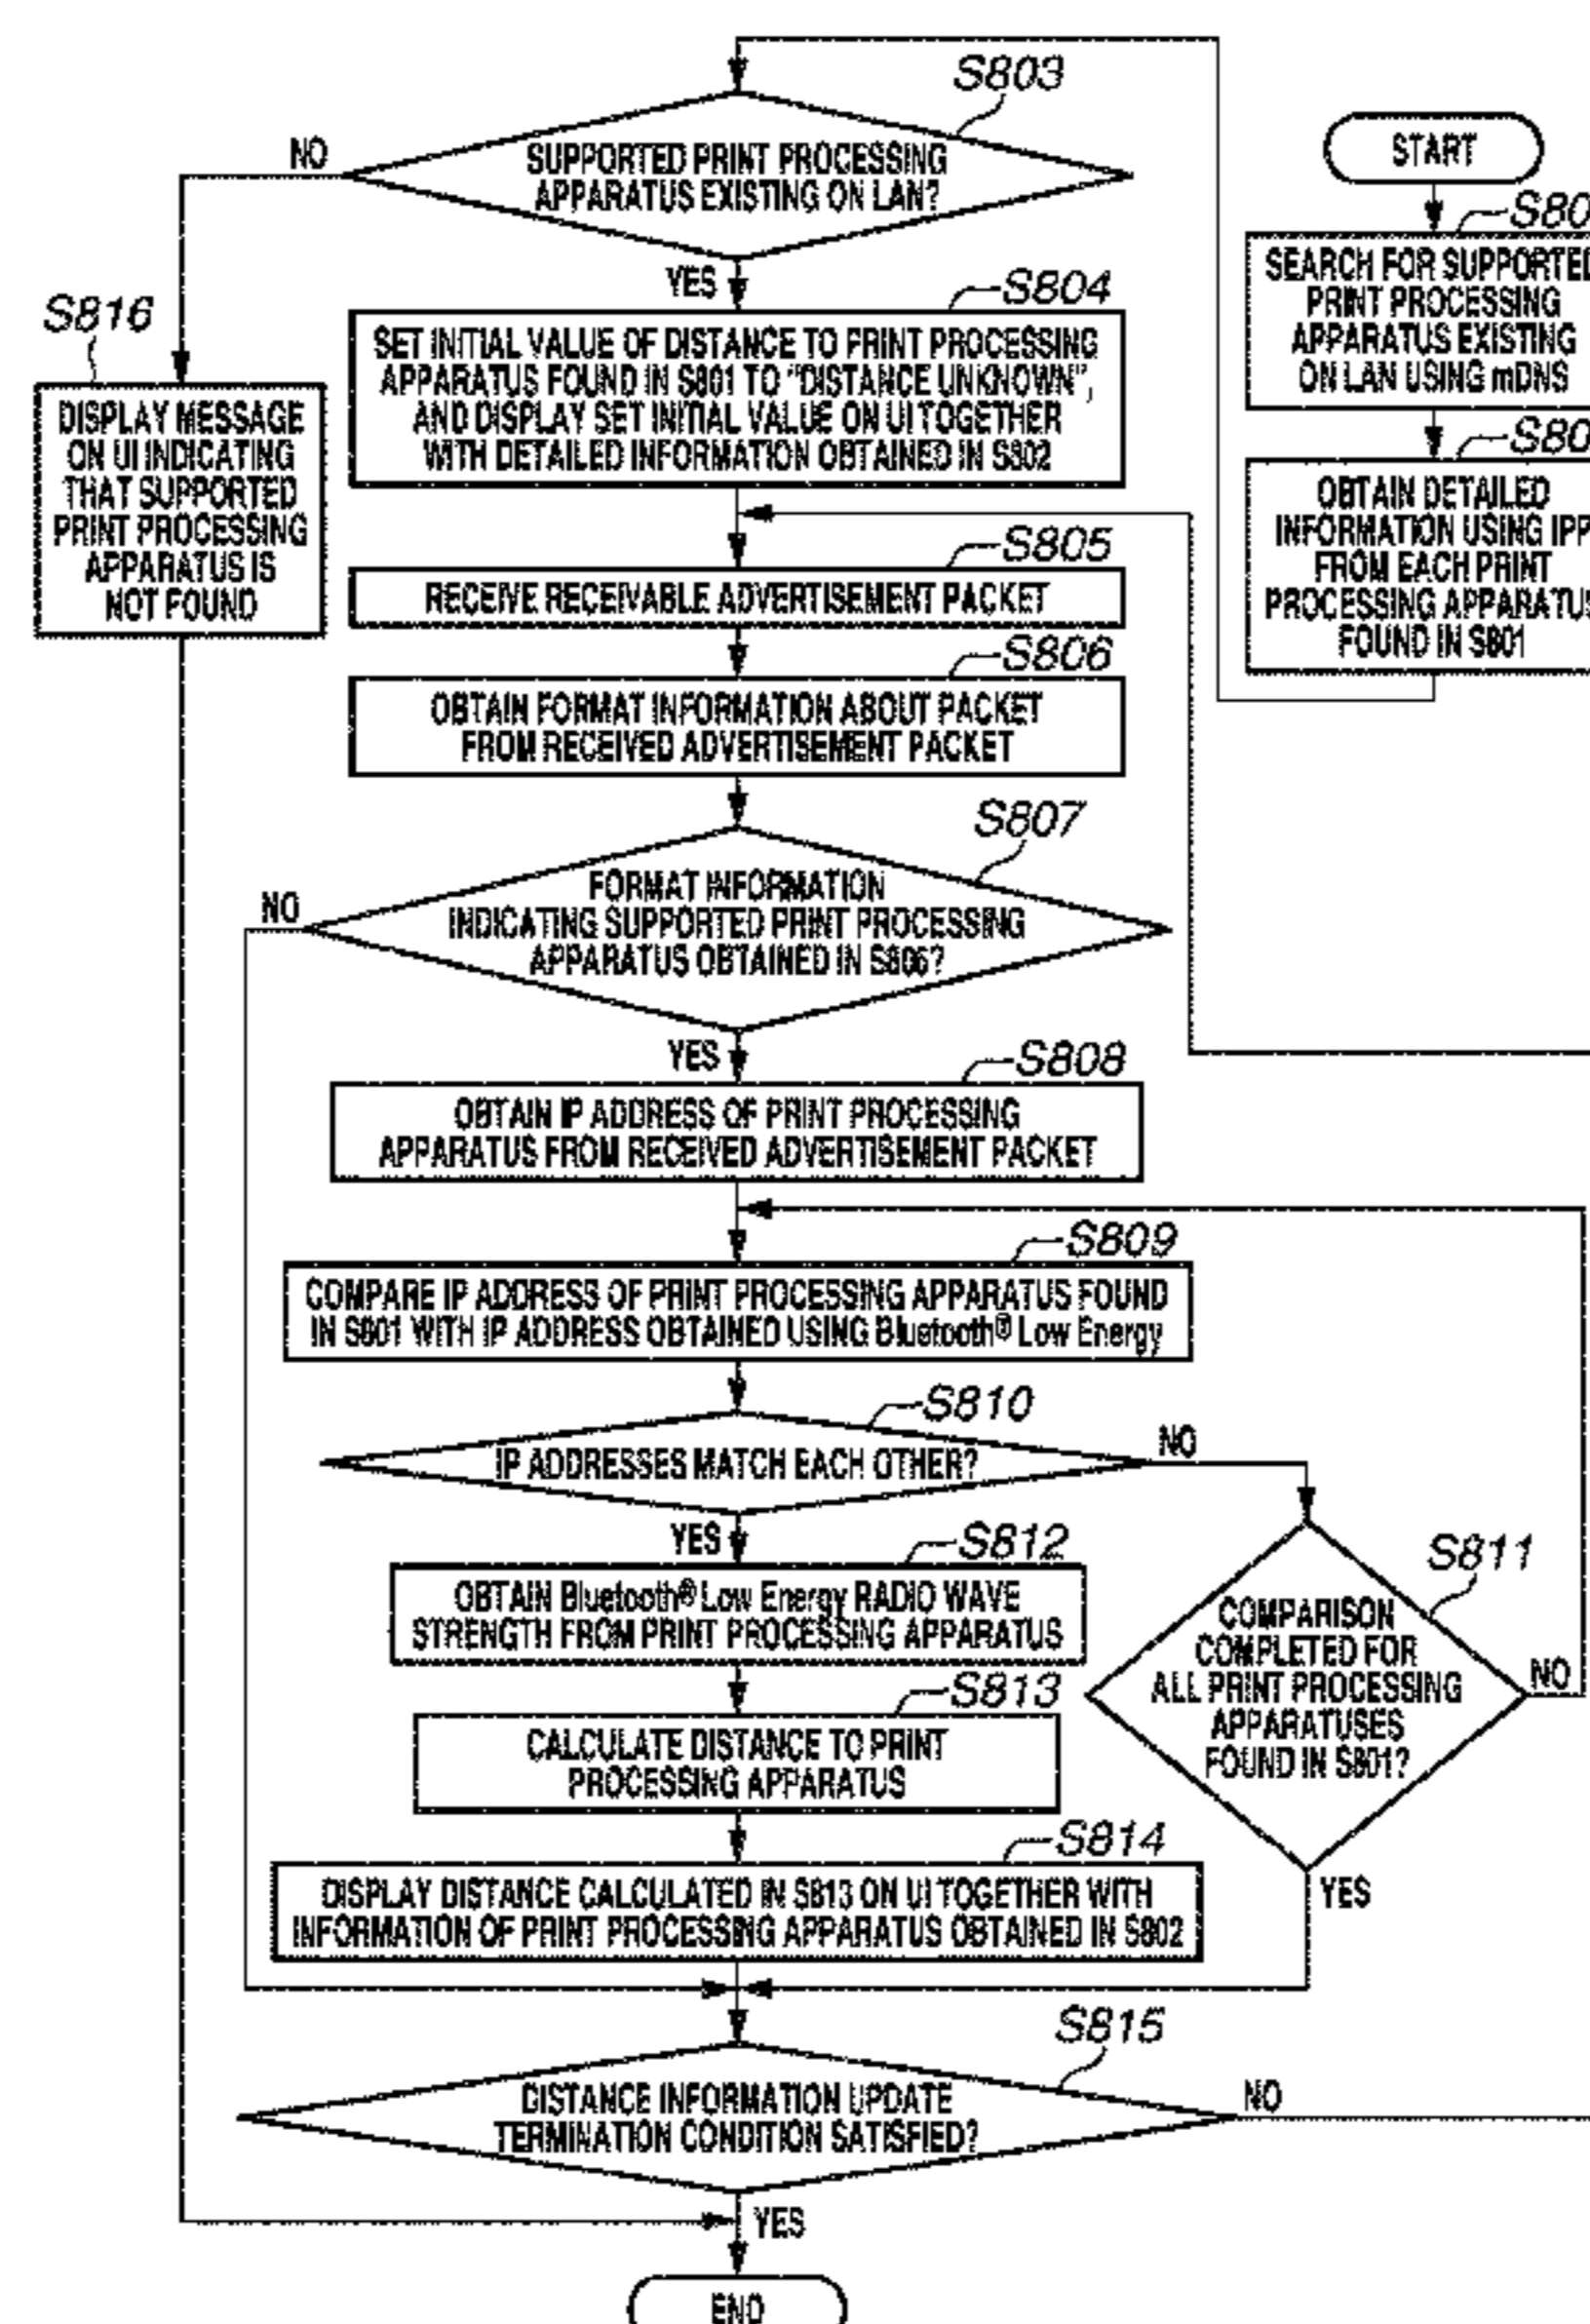 START
S80
SEARCH FOR SUPPORTED
PRINT PROCESSING
APPARATUS EXISTING
ON LAN USING mDNS
S80
OBTAIN DETAILED
INFORMATION USING IPP
FROM EACH PRINT
PROCESSING APPARATUS
FOUND IN S801
S803
SUPPORTED PRINT PROCESSING
APPARATUS EXISTING ON LAN?
NO
YES
S816
DISPLAY MESSAGE
ON UI INDICATING
THAT SUPPORTED
PRINT PROCESSING
APPARATUS IS
NOT FOUND
S804
SET INITIAL VALUE OF DISTANCE TO PRINT PROCESSING
APPARATUS FOUND IN S801 TO "DISTANCE UNKNOWN",
AND DISPLAY SET INITIAL VALUE ON UI TOGETHER
WITH DETAILED INFORMATION OBTAINED IN S802
S805
RECEIVE RECEIVABLE ADVERTISEMENT PACKET
S806
OBTAIN FORMAT INFORMATION ABOUT PACKET
FROM RECEIVED ADVERTISEMENT PACKET
S807
FORMAT INFORMATION
INDICATING SUPPORTED PRINT PROCESSING
APPARATUS OBTAINED IN S806?
NO
YES
S808
OBTAIN IP ADDRESS OF PRINT PROCESSING
APPARATUS FROM RECEIVED ADVERTISEMENT PACKET
S809
COMPARE IP ADDRESS OF PRINT PROCESSING APPARATUS FOUND
IN S801 WITH IP ADDRESS OBTAINED USING Bluetooth® Low Energy
S810
IP ADDRESSES MATCH EACH OTHER?
NO
YES
S811
COMPARISON
COMPLETED FOR
ALL PRINT PROCESSING
APPARATUSES
FOUND IN S801?
NO
YES
S812
OBTAIN Bluetooth® Low Energy RADIO WAVE
STRENGTH FROM PRINT PROCESSING APPARATUS
S813
CALCULATE DISTANCE TO PRINT
PROCESSING APPARATUS
S814
DISPLAY DISTANCE CALCULATED IN S813 ON UI TOGETHER WITH
INFORMATION OF PRINT PROCESSING APPARATUS OBTAINED IN S802
S815
DISTANCE INFORMATION UPDATE
TERMINATION CONDITION SATISFIED?
NO
YES
END